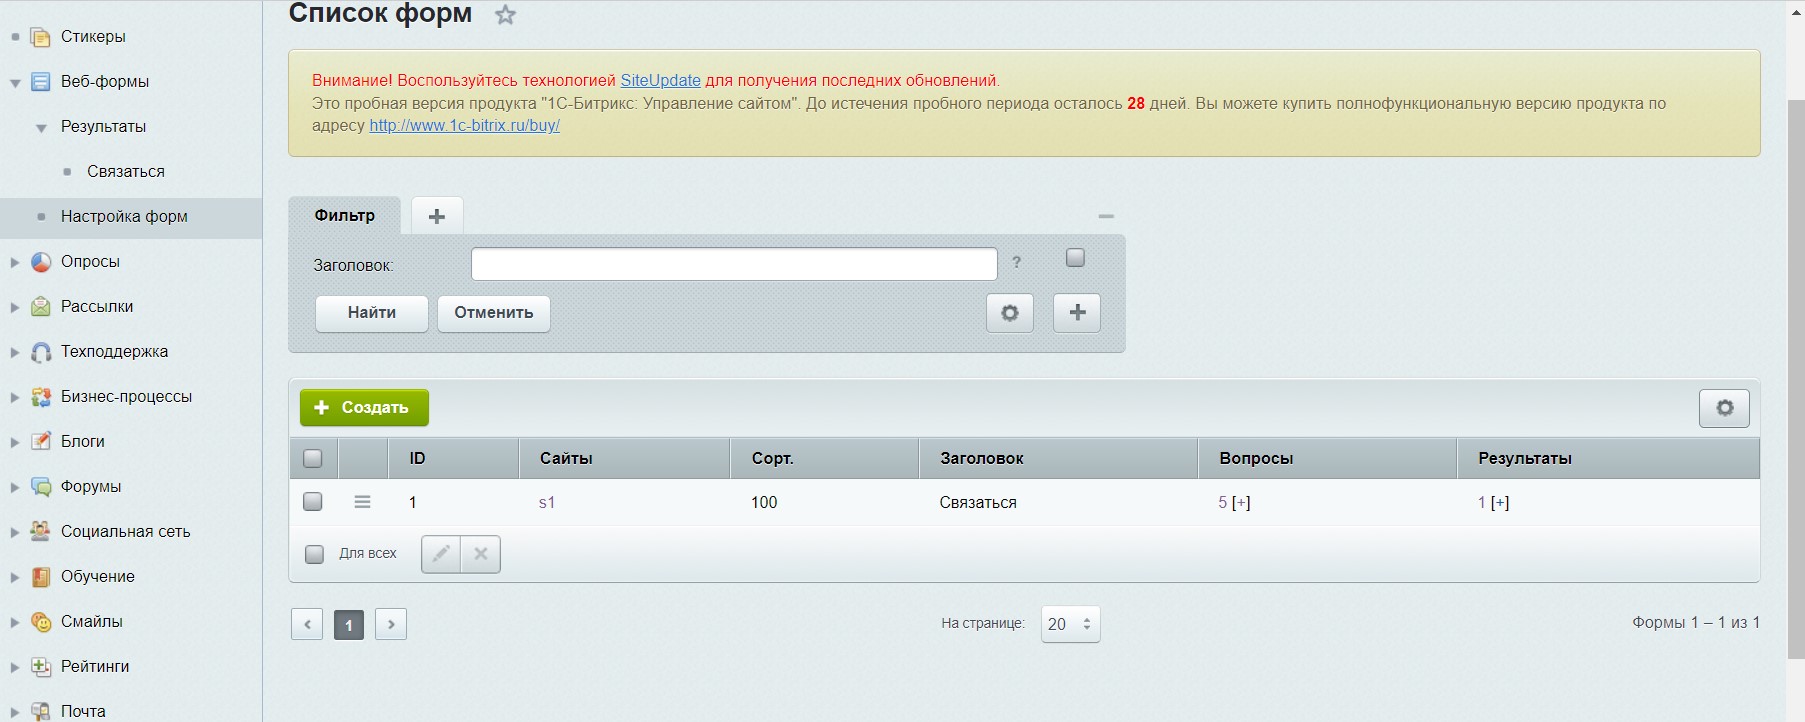 Список форм
Стикеры
Веб-формы
Результаты
Связаться
Настройка форм
Опросы
Рассылки
Техподдержка
Бизнес-процессы
Блоги
Форумы
Социальная сеть
Обучение
Смайлы
Рейтинги
Почта
Внимание! Воспользуйтесь технологией SiteUpdate для получения последних обновлений.
Это пробная версия продукта "1С-Битрикс: Управление сайтом". До истечения пробного периода осталось 28 дней. Вы можете купить полнофункциональную версию продукта по
адресу http://www.1c-bitrix.ru/buy/
Фильтр
Заголовок: ?
Найти Отменить
Создать
ID Сайты Сорт. Заголовок Вопросы Результаты
1 s1 100 Связаться 5 [+] 1 [+]
Для всех
1 На странице: 20 Формы 1 – 1 из 1